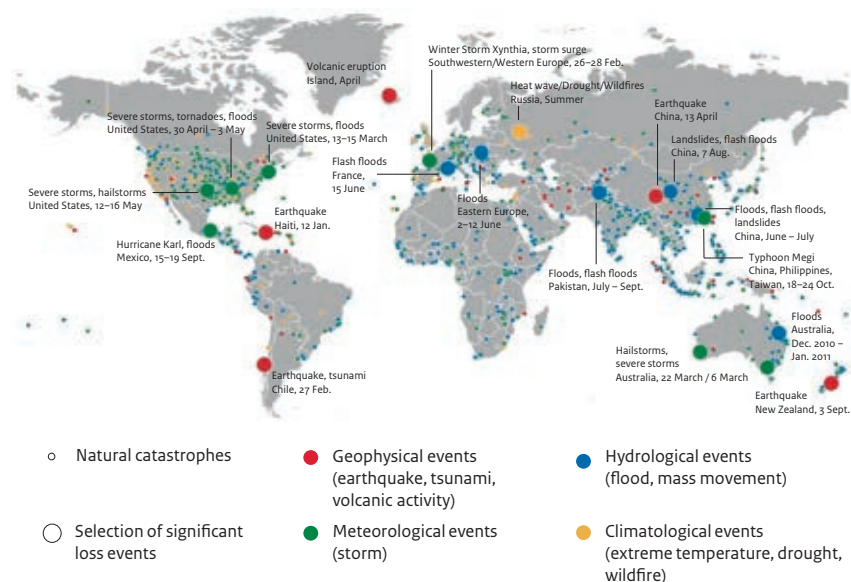 Winter Storm Xynthia, storm surge
Southwestern/Western Europe, 26–28 Feb.
Volcanic eruption
Island, April
Heat wave/Drought/Wildfires
Russia, Summer
Earthquake
China, 13 April
Severe storms, tornadoes, floods
United States, 30 April – 3 May
Severe storms, floods
United States, 13–15 March
Landslides, flash floods
China, 7 Aug.
Flash floods
France,
15 June
Severe storms, hailstorms
United States, 12–16 May
Floods
Eastern Europe,
2–12 June
Earthquake
Haiti, 12 Jan.
Floods, flash floods,
landslides
China, June – July
Hurricane Karl, floods
Mexico, 15–19 Sept.
Floods, flash floods
Pakistan, July – Sept.
Typhoon Megi
China, Philippines,
Taiwan, 18–24 Oct.
Floods
Australia,
Dec. 2010 –
Jan. 2011
Hailstorms,
severe storms
Australia, 22 March / 6 March
Earthquake, tsunami
Chile, 27 Feb.
Earthquake
New Zealand, 3 Sept.
Natural catastrophes
Selection of significant
loss events
Geophysical events
(earthquake, tsunami,
volcanic activity)
Meteorological events
(storm)
Hydrological events
(flood, mass movement)
Climatological events
(extreme temperature, drought,
wildfire)